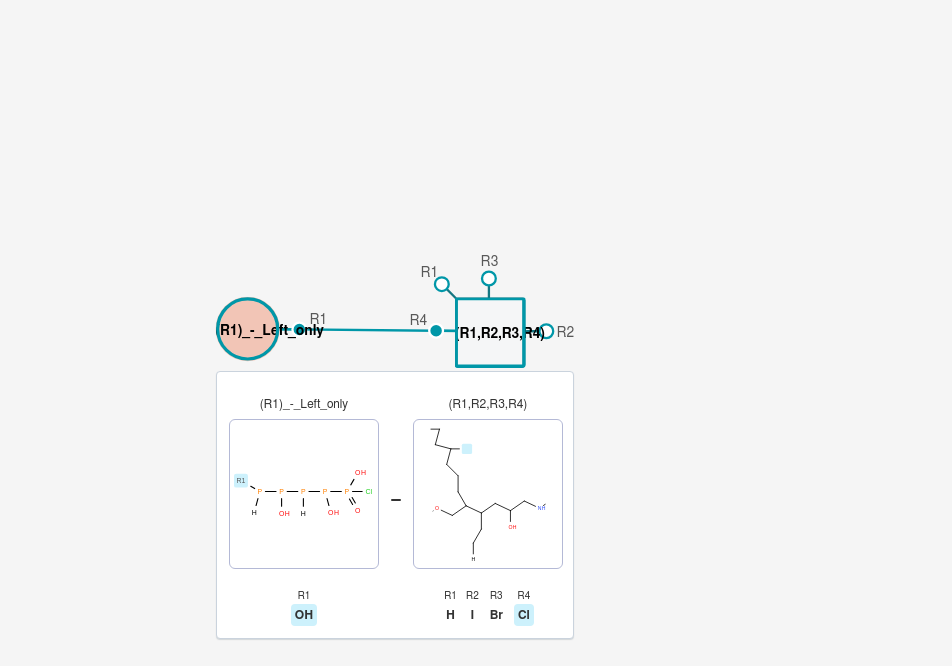 R3
R1
R1
R4
R1)_-_Left_only
(R1,R2,R3,R4)
R2
(R1)_-_Left_only
(R1,R2,R3,R4)
R1
OH
P P P P P Cl
H OH H OH O
O
OH
NH
H
R1
OH
R1 R2 R3 R4
H I Br Cl